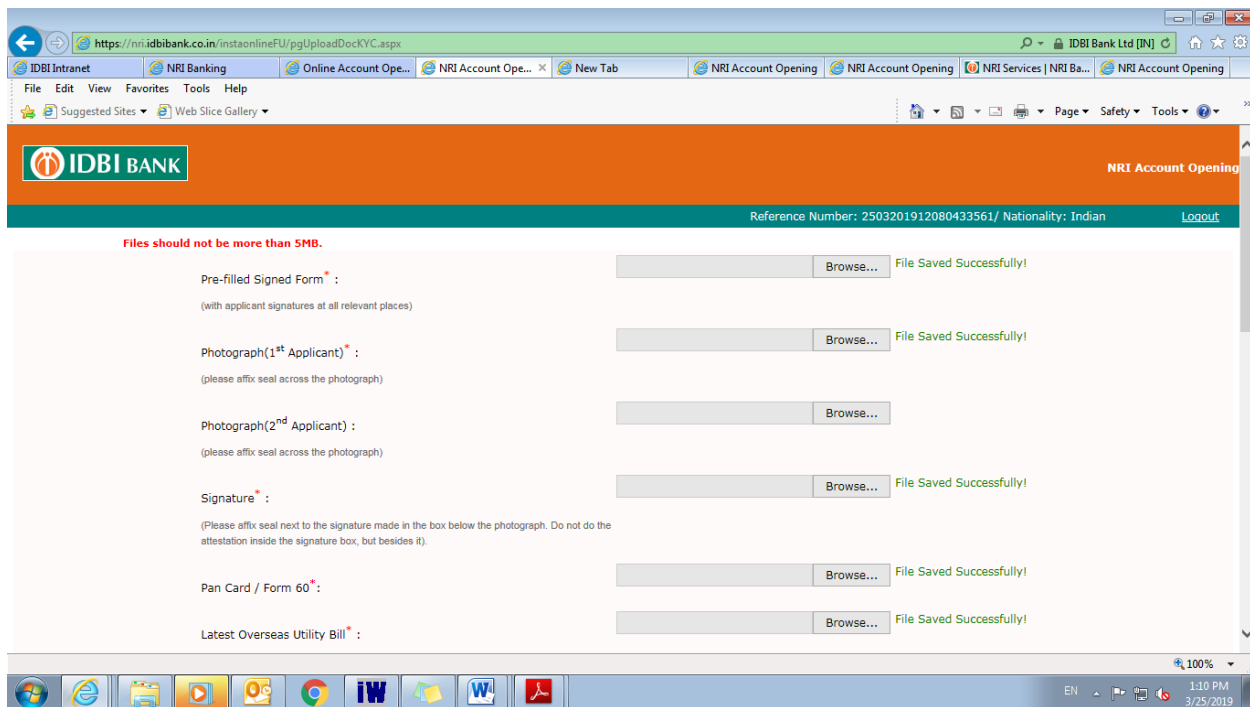 https://nri.idbibank.co.in/instaonlineFU/pgUploadDocKYC.aspx
IDBI Bank Ltd [IN]
IDBI Intranet
NRI Banking
Online Account Ope...
NRI Account Ope...
New Tab
NRI Account Opening
NRI Account Opening
NRI Services | NRI Ba...
NRI Account Opening
File Edit View Favorites Tools Help
Suggested Sites
Web Slice Gallery
Page Safety Tools
IDBI BANK
NRI Account Opening
Reference Number: 2503201912080433561/ Nationality: Indian Logout
Files should not be more than 5MB.
Pre-filled Signed Form* : Browse... File Saved Successfully!
(with applicant signatures at all relevant places)
Photograph(1st Applicant)* : Browse... File Saved Successfully!
(please affix seal across the photograph)
Photograph(2nd Applicant) : Browse...
(please affix seal across the photograph)
Signature* : Browse... File Saved Successfully!
(Please affix seal next to the signature made in the box below the photograph. Do not do the
attestation inside the signature box, but besides it).
Pan Card / Form 60*: Browse... File Saved Successfully!
Latest Overseas Utility Bill* : Browse... File Saved Successfully!
100%
iW
W
EN
1:10 PM
3/25/2019